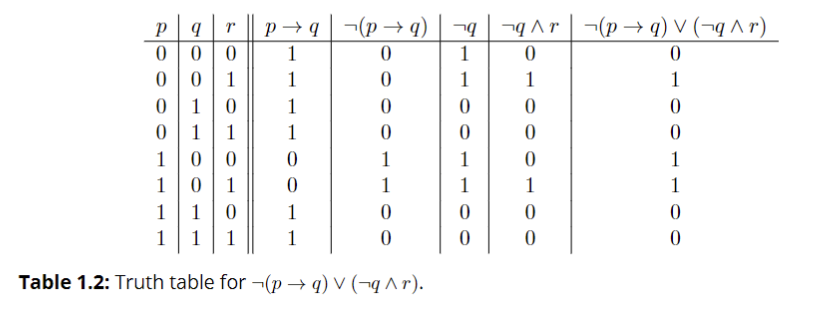 p q r p → q ¬(p → q) ¬q ¬q ∧ r ¬(p → q) ∨ (¬q ∧ r)
0 0 0 1 0 1 0 0
0 0 1 1 0 1 1 1
0 1 0 1 0 0 0 0
0 1 1 1 0 0 0 0
1 0 0 0 1 1 0 1
1 0 1 0 1 1 1 1
1 1 0 1 0 0 0 0
1 1 1 1 0 0 0 0
Table 1.2: Truth table for ¬(p → q) ∨ (¬q ∧ r).